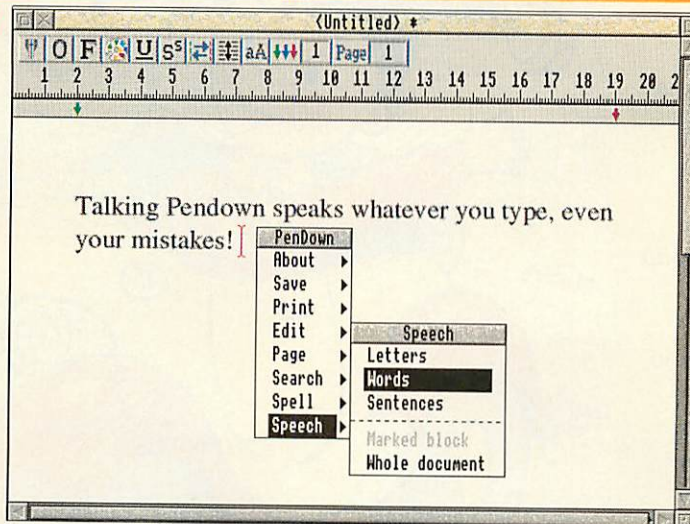 <Untitled> *
O F U S^S aA 1 Page 1
1 2 3 4 5 6 7 8 9 10 11 12 13 14 15 16 17 18 19 20 2
Talking Pendown speaks whatever you type, even
your mistakes!
PenDown
About
Save
Print
Edit
Page
Search
Spell
Speech
Speech
Letters
Words
Sentences
Marked block
Whole document